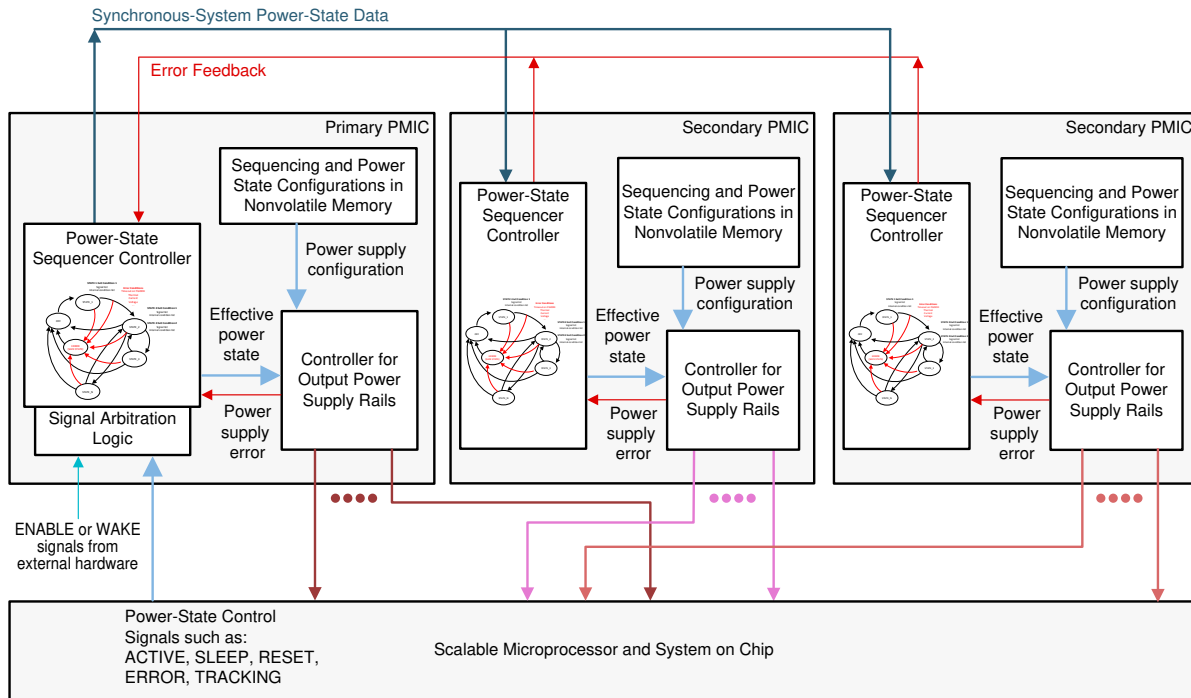 Synchronous-System Power-State Data
Error Feedback
Primary PMIC
Sequencing and Power
State Configurations in
Nonvolatile Memory
Power-State
Sequencer Controller
Power supply
configuration
Effective
power
state
Controller for
Output Power
Supply Rails
Power
supply
error
Signal Arbitration
Logic
ENABLE or WAKE
signals from
external hardware
Secondary PMIC
Power-State
Sequencer
Controller
Sequencing and Power
State Configurations in
Nonvolatile Memory
Power supply
configuration
Effective
power
state
Controller for
Output Power
Supply Rails
Power
supply
error
Secondary PMIC
Power-State
Sequencer
Controller
Sequencing and Power
State Configurations in
Nonvolatile Memory
Power supply
configuration
Effective
power
state
Controller for
Output Power
Supply Rails
Power
supply
error
Power-State Control
Signals such as:
ACTIVE, SLEEP, RESET,
ERROR, TRACKING
Scalable Microprocessor and System on Chip